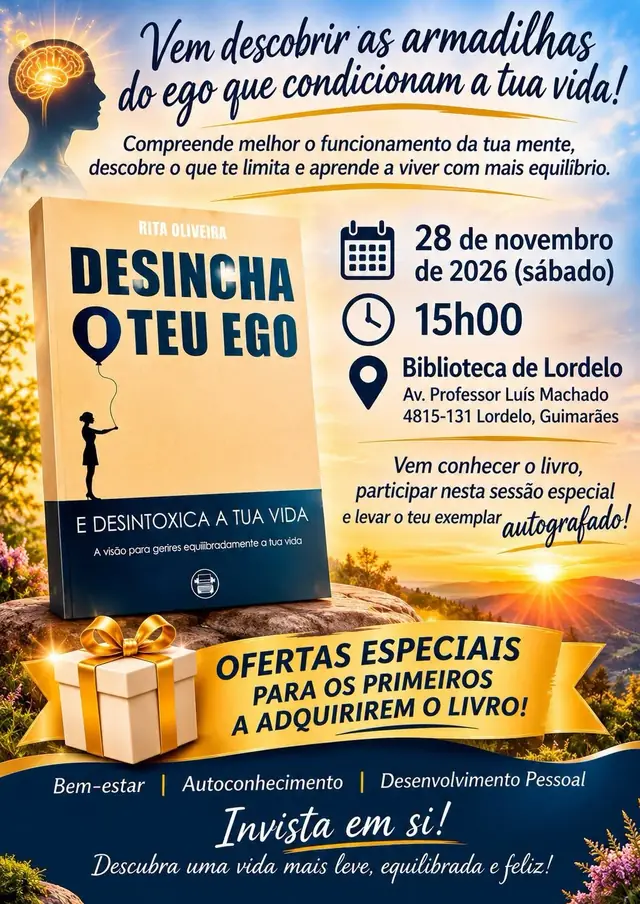 Vem descobrir as armadilhas
do ego que condicionam a tua vida!
Compreende melhor o funcionamento da tua mente,
descobre o que te limita e aprende a viver com mais equilíbrio.
RITA OLIVEIRA
DESINCHA
O TEU EGO
E DESINTOXICA A TUA VIDA
A visão para gerires equilibradamente a tua vida
28 de novembro
de 2026 (sábado)
15h00
Biblioteca de Lordelo
Av. Professor Luís Machado
4815-131 Lordelo, Guimarães
Vem conhecer o livro,
participar nesta sessão especial
e levar o teu exemplar autografado!
OFERTAS ESPECIAIS
PARA OS PRIMEIROS
A ADQUIRIREM O LIVRO!
Bem-estar | Autoconhecimento | Desenvolvimento Pessoal
Invista em si!
Descubra uma vida mais leve, equilibrada e feliz!